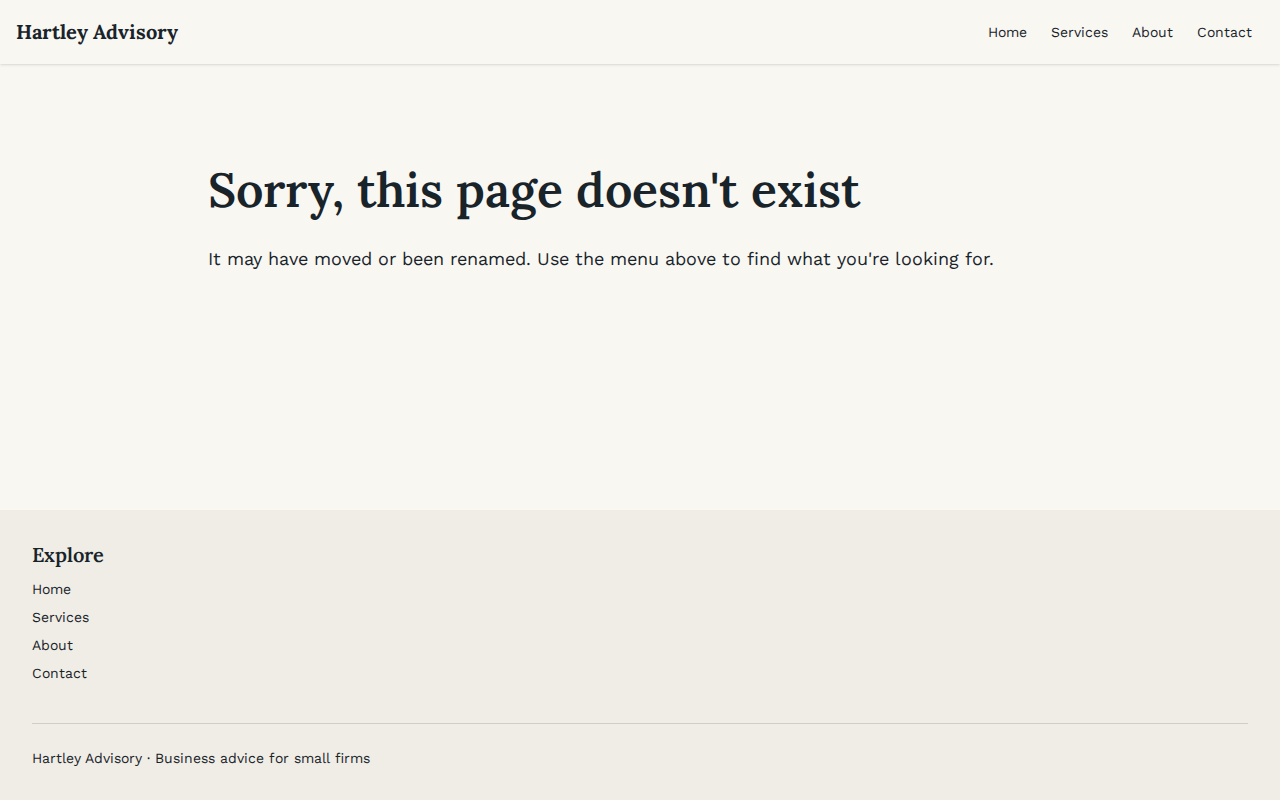 Hartley Advisory
Home Services About Contact
Sorry, this page doesn't exist
It may have moved or been renamed. Use the menu above to find what you're looking for.
Explore
Home
Services
About
Contact
Hartley Advisory · Business advice for small firms